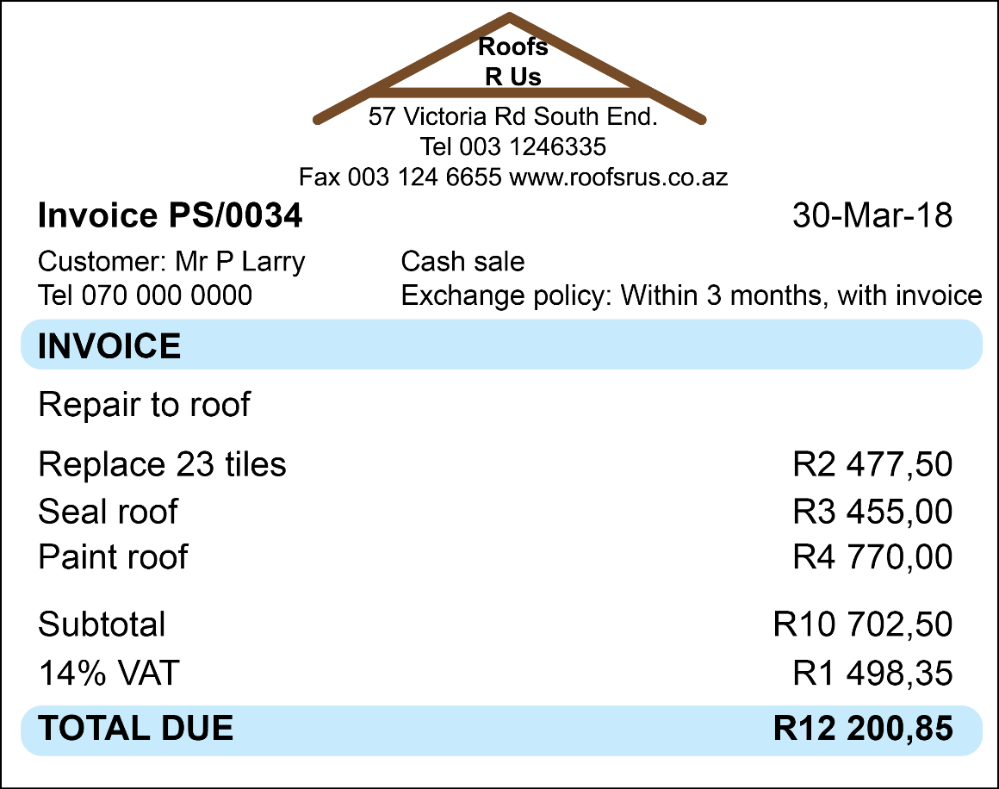 Roofs
R Us
57 Victoria Rd South End.
Tel 003 1246335
Fax 003 124 6655 www.roofsrus.co.az
Invoice PS/0034 30-Mar-18
Customer: Mr P Larry Cash sale
Tel 070 000 0000 Exchange policy: Within 3 months, with invoice
INVOICE
Repair to roof
Replace 23 tiles R2 477,50
Seal roof R3 455,00
Paint roof R4 770,00
Subtotal R10 702,50
14% VAT R1 498,35
TOTAL DUE R12 200,85